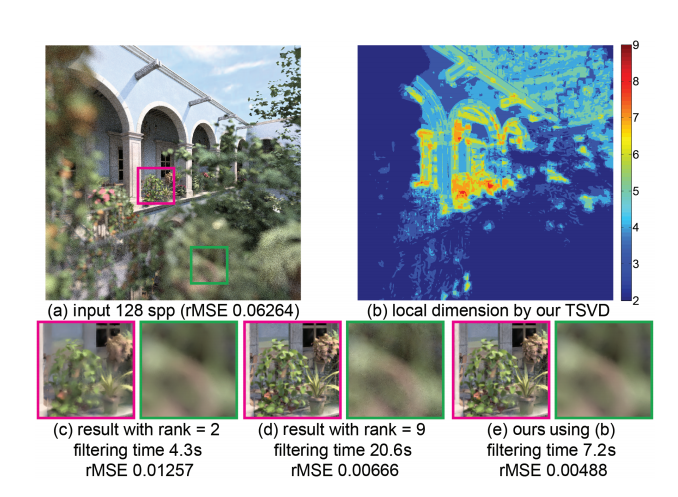 9
8
7
6
5
4
3
2
(a) input 128 spp (rMSE 0.06264)
(b) local dimension by our TSVD
(c) result with rank = 2
filtering time 4.3s
rMSE 0.01257
(d) result with rank = 9
filtering time 20.6s
rMSE 0.00666
(e) ours using (b)
filtering time 7.2s
rMSE 0.00488